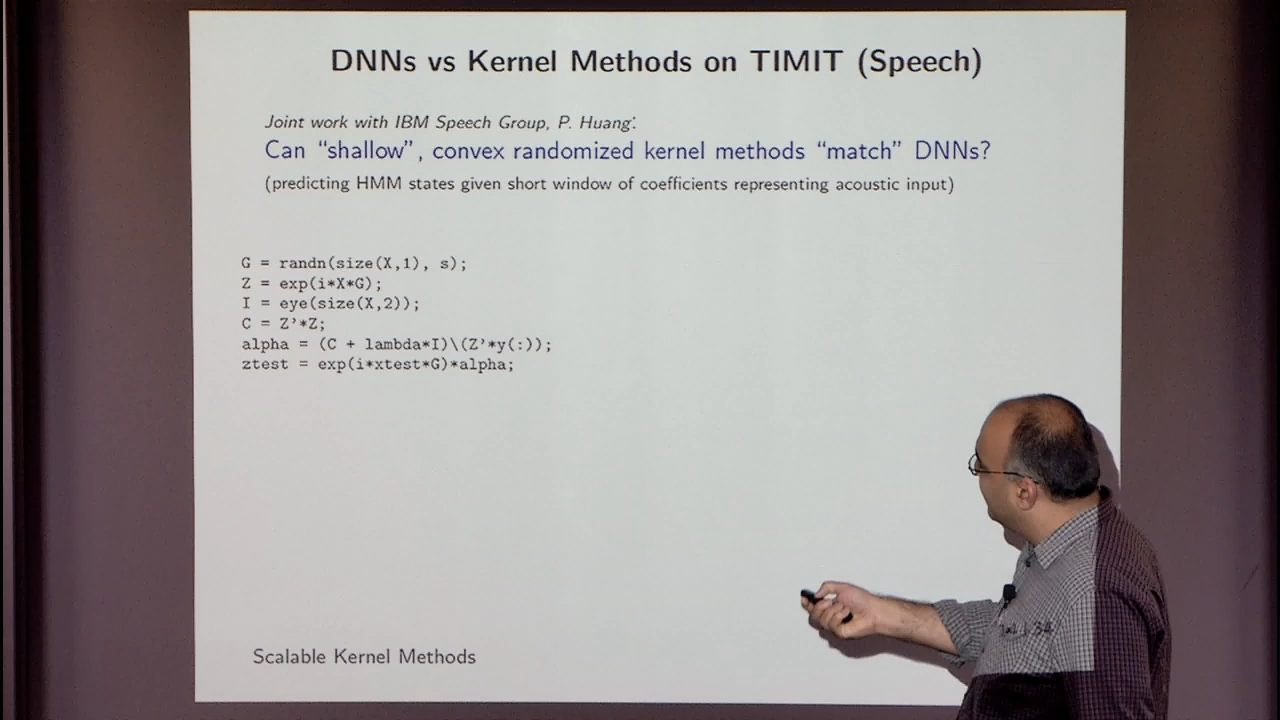 DNNs vs Kernel Methods on TIMIT (Speech)
Joint work with IBM Speech Group, P. Huang:
Can “shallow”, convex randomized kernel methods “match” DNNs?
(predicting HMM states given short window of coefficients representing acoustic input)
G = randn(size(X,1), s);
Z = exp(i*X*G);
I = eye(size(X,2));
C = Z’*Z;
alpha = (C + lambda*I)\(Z’*y(:));
ztest = exp(i*xtest*G)*alpha;
Scalable Kernel Methods